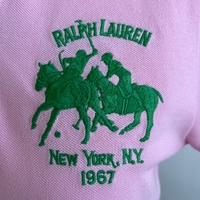 RALPH LAUREN
NEW YORK, N.Y.
1967